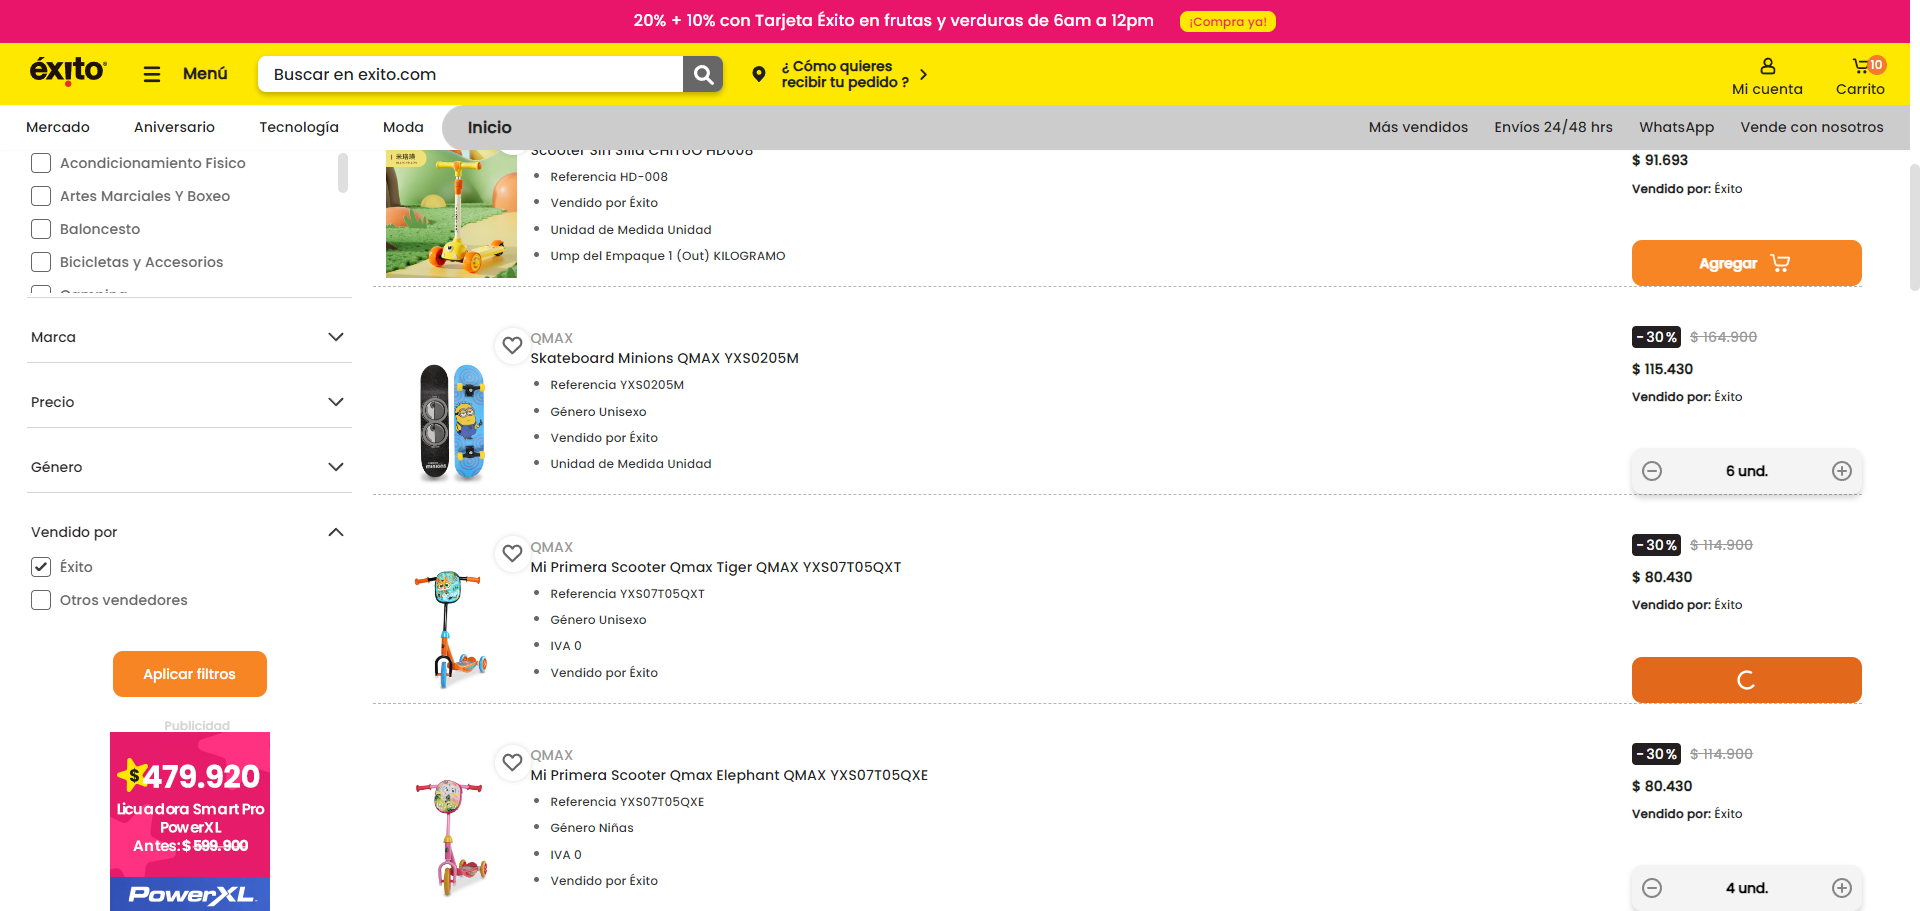 20% + 10% con Tarjeta Éxito en frutas y verduras de 6am a 12pm
¡Compra ya!
éxito
Menú
Buscar en exito.com
¿ Cómo quieres
recibir tu pedido ?
Mi cuenta
10
Carrito
Mercado
Aniversario
Tecnología
Moda
Inicio
Más vendidos
Envíos 24/48 hrs
WhatsApp
Vende con nosotros
Acondicionamiento Fisico
Artes Marciales Y Boxeo
Baloncesto
Bicicletas y Accesorios
Camping
Marca
Precio
Género
Vendido por
Éxito
Otros vendedores
Aplicar filtros
Publicidad
$479.920
Licuadora Smart Pro
PowerXL
Antes: $ 599.900
PowerXL
Scooter Sin Silla CHITUO HD008
Referencia HD-008
Vendido por Éxito
Unidad de Medida Unidad
Ump del Empaque 1 (Out) KILOGRAMO
$ 91.693
Vendido por: Éxito
Agregar
QMAX
Skateboard Minions QMAX YXS0205M
Referencia YXS0205M
Género Unisexo
Vendido por Éxito
Unidad de Medida Unidad
MINIONS
-30%
$ 164.900
$ 115.430
Vendido por: Éxito
6 und.
QMAX
Mi Primera Scooter Qmax Tiger QMAX YXS07T05QXT
Referencia YXS07T05QXT
Género Unisexo
IVA 0
Vendido por Éxito
-30%
$ 114.900
$ 80.430
Vendido por: Éxito
QMAX
Mi Primera Scooter Qmax Elephant QMAX YXS07T05QXE
Referencia YXS07T05QXE
Género Niñas
IVA 0
Vendido por Éxito
-30%
$ 114.900
$ 80.430
Vendido por: Éxito
4 und.